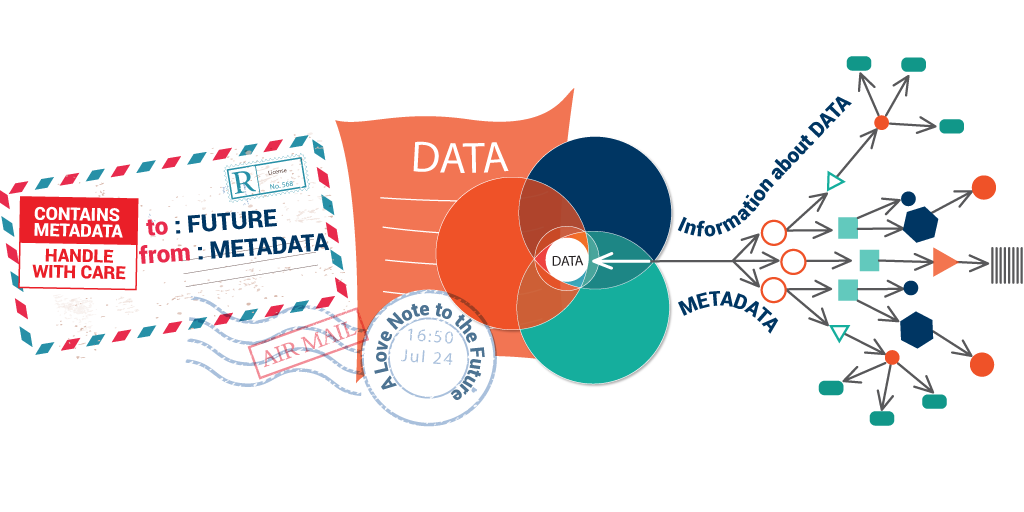 CONTAINS
METADATA
HANDLE
WITH CARE
to : FUTURE
from : METADATA
R
License
No. 568
AIR MAIL
A Love Note to the Future
16:50
Jul 24
DATA
DATA
Information about DATA
METADATA